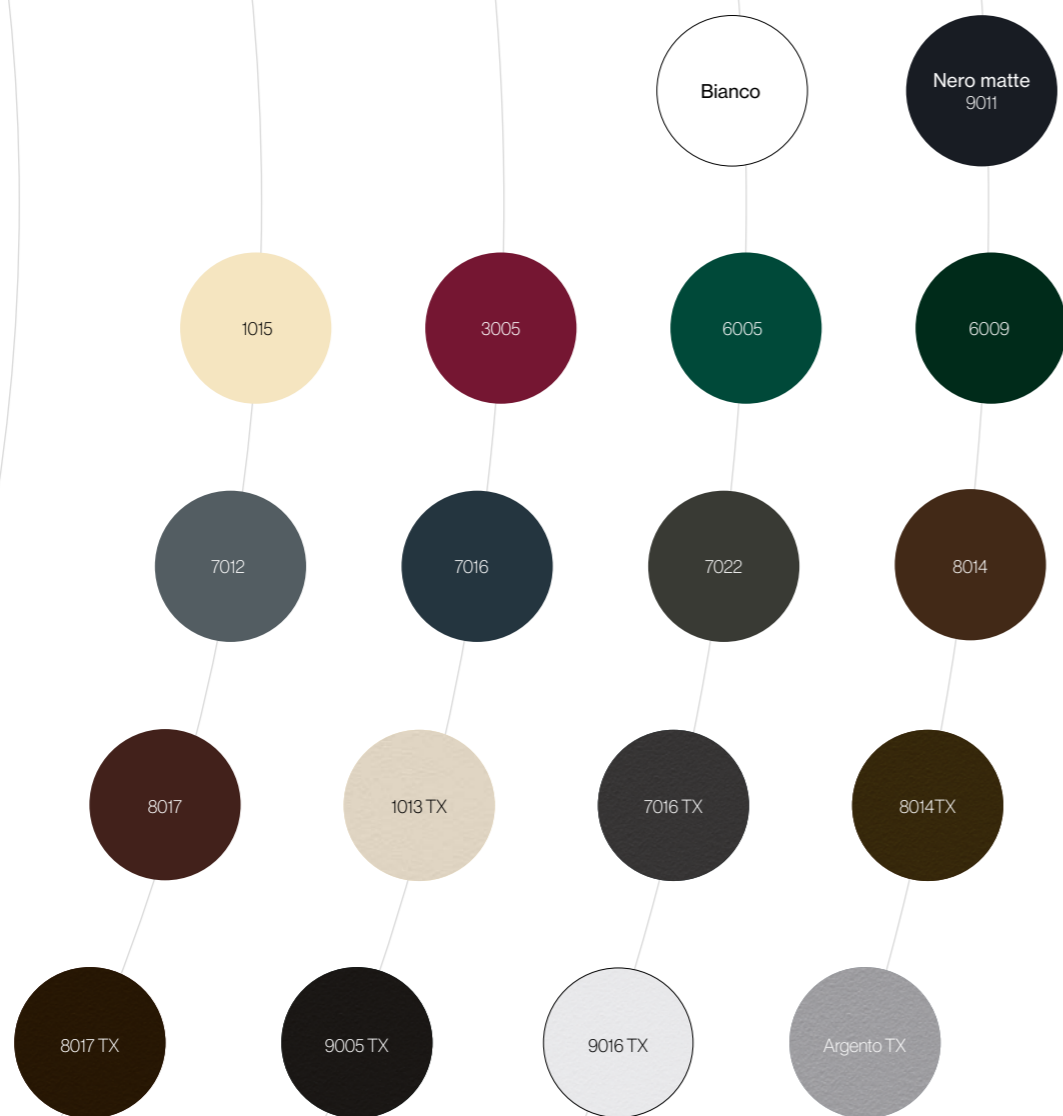 Bianco
Nero matte
9011
1015
3005
6005
6009
7012
7016
7022
8014
8017
1013 TX
7016 TX
8014TX
8017 TX
9005 TX
9016 TX
Argento TX